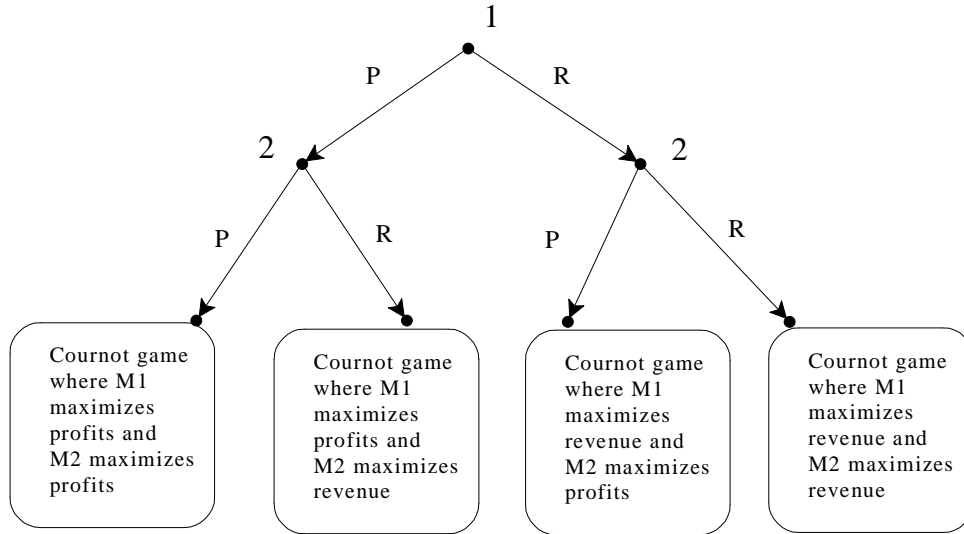 1
P
R
2
2
P
R
P
R
Cournot game
where M1
maximizes
profits and
M2 maximizes
profits
Cournot game
where M1
maximizes
profits and
M2 maximizes
revenue
Cournot game
where M1
maximizes
revenue and
M2 maximizes
profits
Cournot game
where M1
maximizes
revenue and
M2 maximizes
revenue